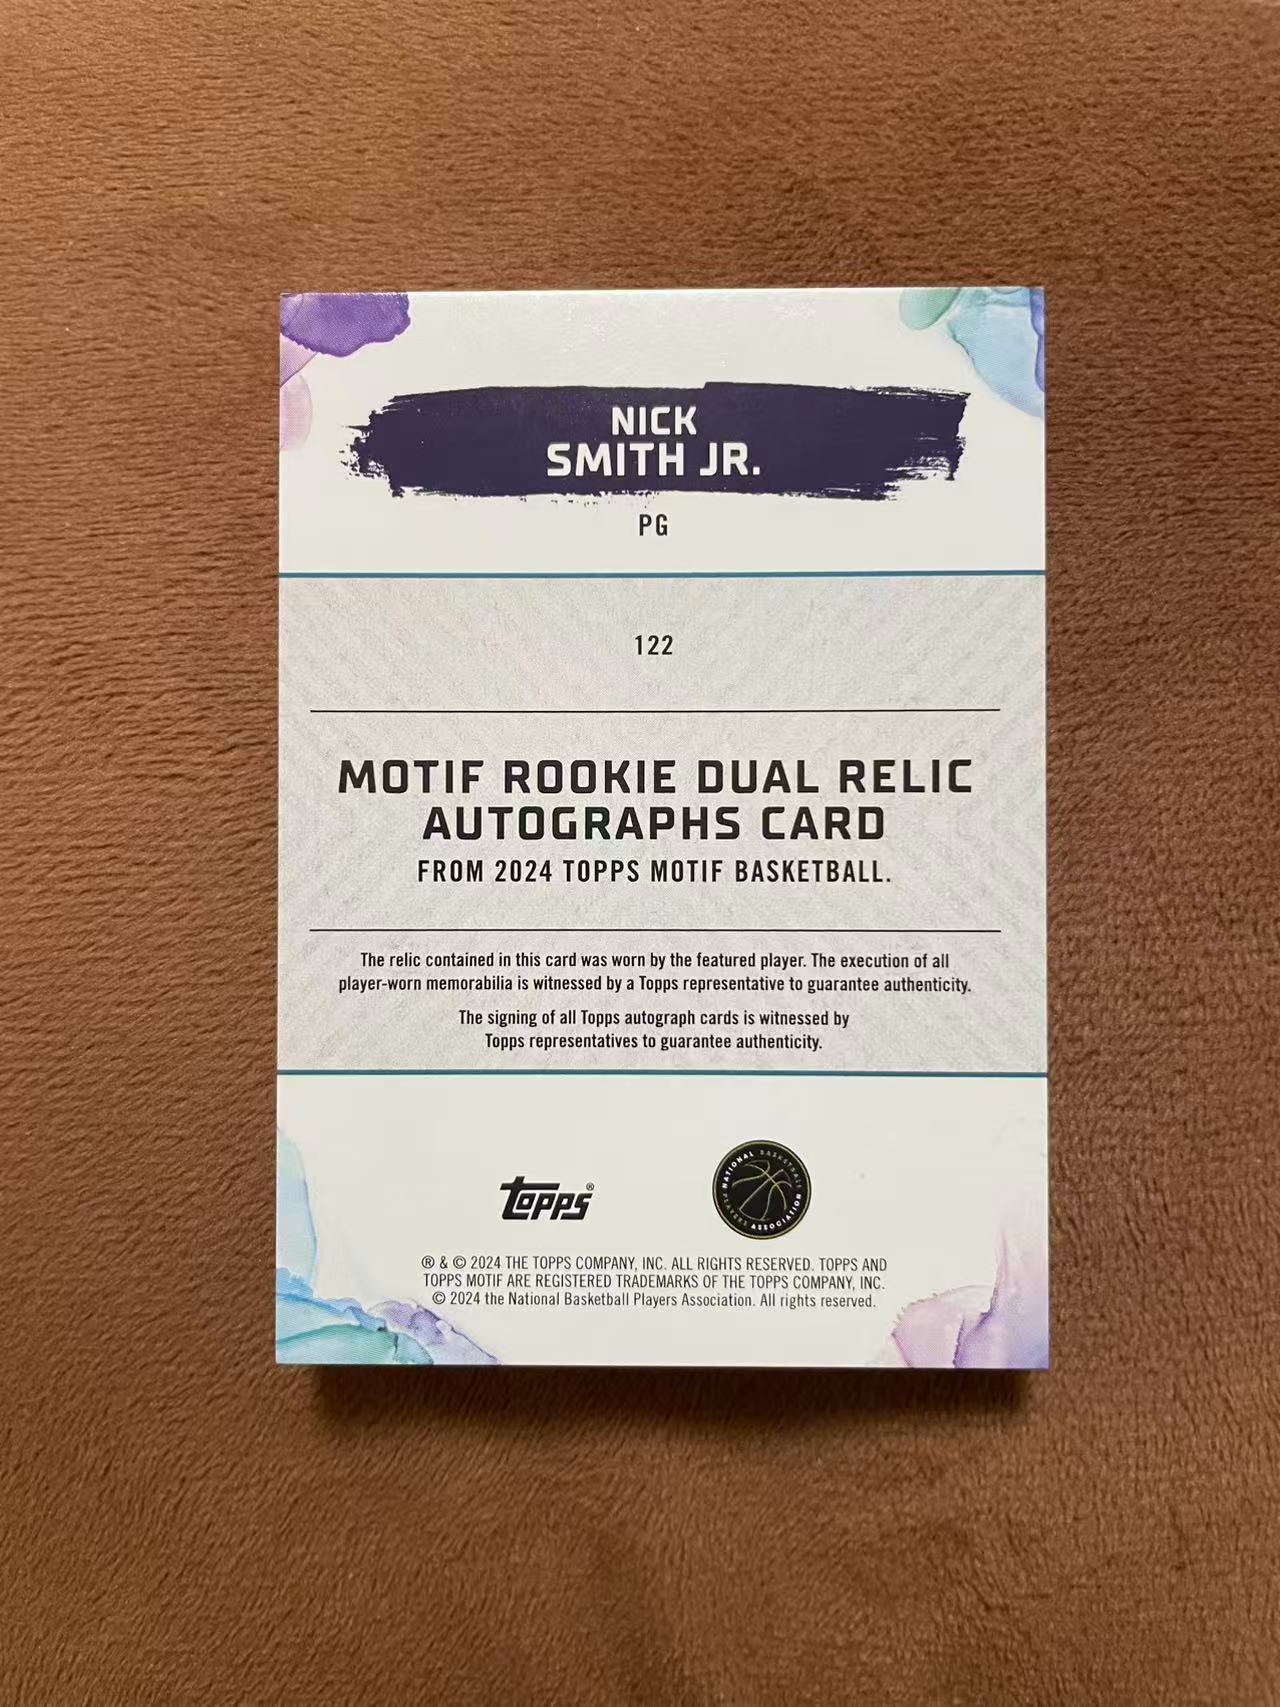 NICK
SMITH JR.
PG
122
MOTIF ROOKIE DUAL RELIC
AUTOGRAPHS CARD
FROM 2024 TOPPS MOTIF BASKETBALL.
The relic contained in this card was worn by the featured player. The execution of all
player-worn memorabilia is witnessed by a Topps representative to guarantee authenticity.
The signing of all Topps autograph cards is witnessed by
Topps representatives to guarantee authenticity.
topps®
NATIONAL BASKETBALL
PLAYERS ASSOCIATION
® & © 2024 THE TOPPS COMPANY, INC. ALL RIGHTS RESERVED. TOPPS AND
TOPPS MOTIF ARE REGISTERED TRADEMARKS OF THE TOPPS COMPANY, INC.
© 2024 the National Basketball Players Association. All rights reserved.